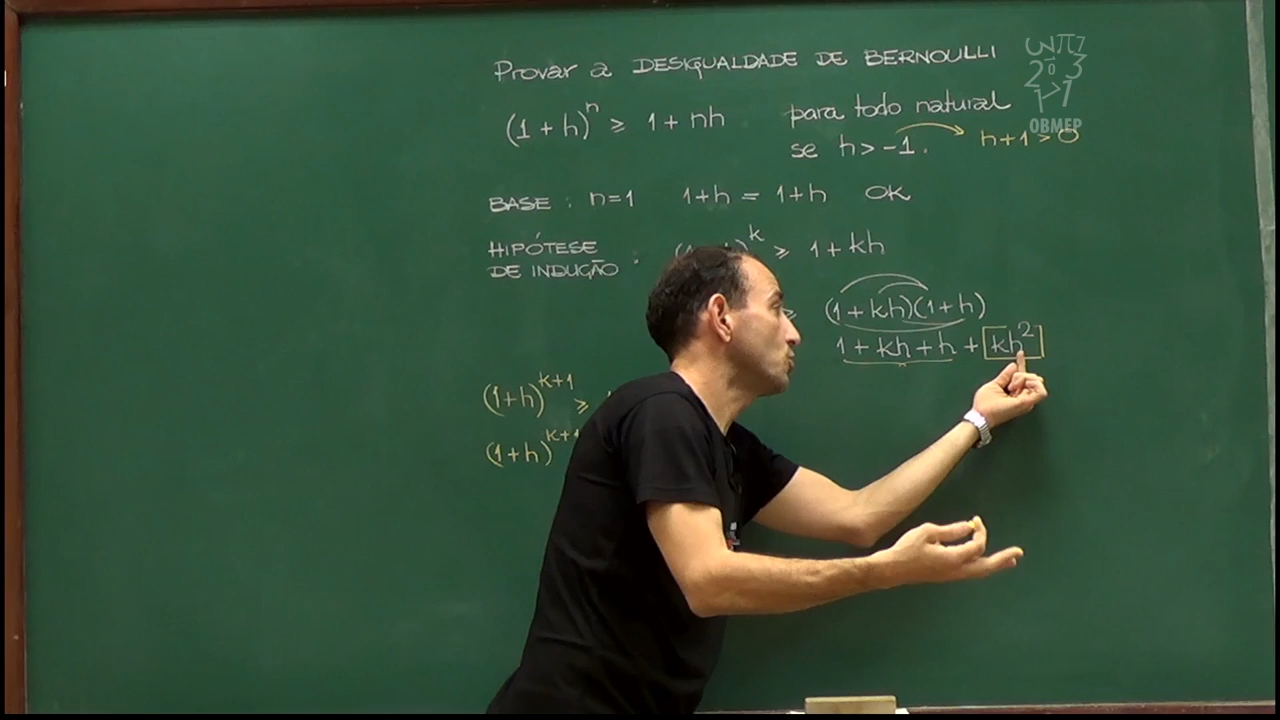 Provar a DESIGUALDADE DE BERNOULLI
(1 + h)^n ≥ 1 + nh para todo natural
se h > -1. h+1 > 0
BASE : n=1 1+h = 1+h OK
HIPÓTESE
DE INDUÇÃO : ^k ≥ 1 + kh
(1 + kh)(1 + h)
1 + kh + h + kh²
(1+h)^{k+1} ≥
(1+h)^{k+
OBMEP